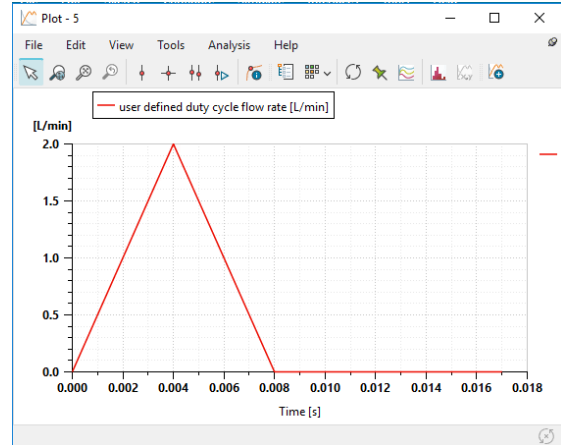 Plot - 5
File Edit View Tools Analysis Help
user defined duty cycle flow rate [L/min]
[L/min]
2.0
1.5
1.0
0.5
0.0
0.000 0.002 0.004 0.006 0.008 0.010 0.012 0.014 0.016 0.018
Time [s]